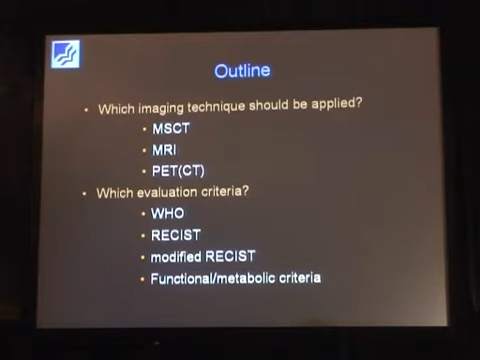 Outline
• Which imaging technique should be applied?
• MSCT
• MRI
• PET(CT)
• Which evaluation criteria?
• WHO
• RECIST
• modified RECIST
• Functional/metabolic criteria